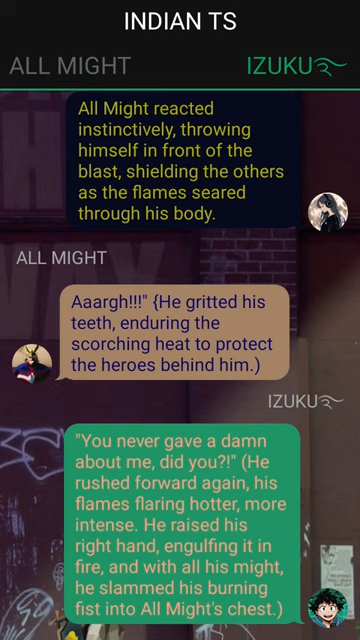 INDIAN TS
ALL MIGHT
IZUKU
All Might reacted
instinctively, throwing
himself in front of the
blast, shielding the others
as the flames seared
through his body.
ALL MIGHT
Aaargh!!!" {He gritted his
teeth, enduring the
scorching heat to protect
the heroes behind him.)
IZUKU
"You never gave a damn
about me, did you?!" (He
rushed forward again, his
flames flaring hotter, more
intense. He raised his
right hand, engulfing it in
fire, and with all his might,
he slammed his burning
fist into All Might's chest.)